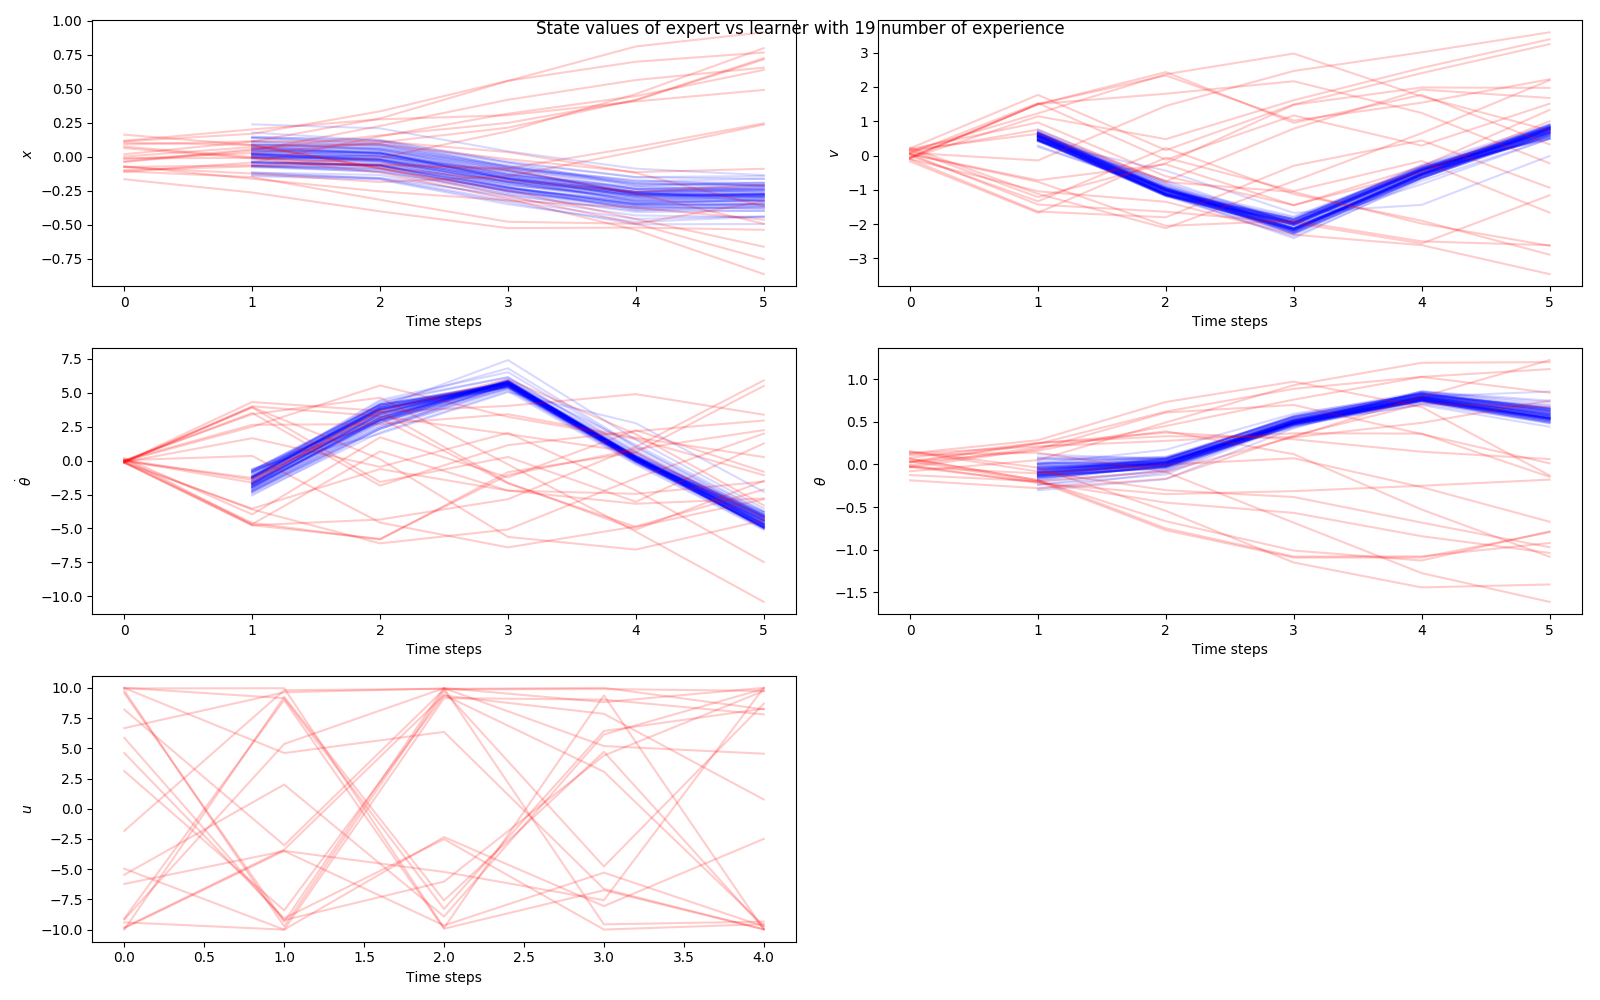 State values of expert vs learner with 19 number of experience
1.00
0.75
0.50
0.25
0.00
−0.25
−0.50
−0.75
x
0 1 2 3 4 5
Time steps
3
2
1
0
−1
−2
−3
v
0 1 2 3 4 5
Time steps
7.5
5.0
2.5
0.0
−2.5
−5.0
−7.5
−10.0
θ̇
0 1 2 3 4 5
Time steps
1.0
0.5
0.0
−0.5
−1.0
−1.5
θ
0 1 2 3 4 5
Time steps
10.0
7.5
5.0
2.5
0.0
−2.5
−5.0
−7.5
−10.0
u
0.0 0.5 1.0 1.5 2.0 2.5 3.0 3.5 4.0
Time steps